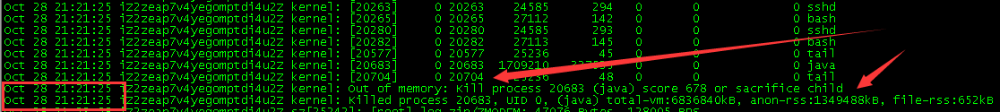 Oct 28 21:21:25 iZ2zeap7v4yegomptdi4u2Z kernel: [20263] 0 20263 24585 294 0 0 0 sshd
Oct 28 21:21:25 iZ2zeap7v4yegomptdi4u2Z kernel: [20265] 0 20265 27112 142 0 0 0 bash
Oct 28 21:21:25 iZ2zeap7v4yegomptdi4u2Z kernel: [20280] 0 20280 24585 293 0 0 0 sshd
Oct 28 21:21:25 iZ2zeap7v4yegomptdi4u2Z kernel: [20282] 0 20282 27113 145 0 0 0 bash
Oct 28 21:21:25 iZ2zeap7v4yegomptdi4u2Z kernel: [20577] 0 20577 25236 45 0 0 0 tail
Oct 28 21:21:25 iZ2zeap7v4yegomptdi4u2Z kernel: [20683] 0 20683 1709210 0 0 0 java
Oct 28 21:21:25 iZ2zeap7v4yegomptdi4u2Z kernel: [20704] 0 20704 48 0 0 0 tail
Oct 28 21:21:25 iZ2zeap7v4yegomptdi4u2Z kernel: Out of memory: Kill process 20683 (java) score 678 or sacrifice child
Oct 28 21:21:25 iZ2zeap7v4yegomptdi4u2Z kernel: Killed process 20683, UID 0, (java) total-vm:6836840kB, anon-rss:1349488kB, file-rss:652kB